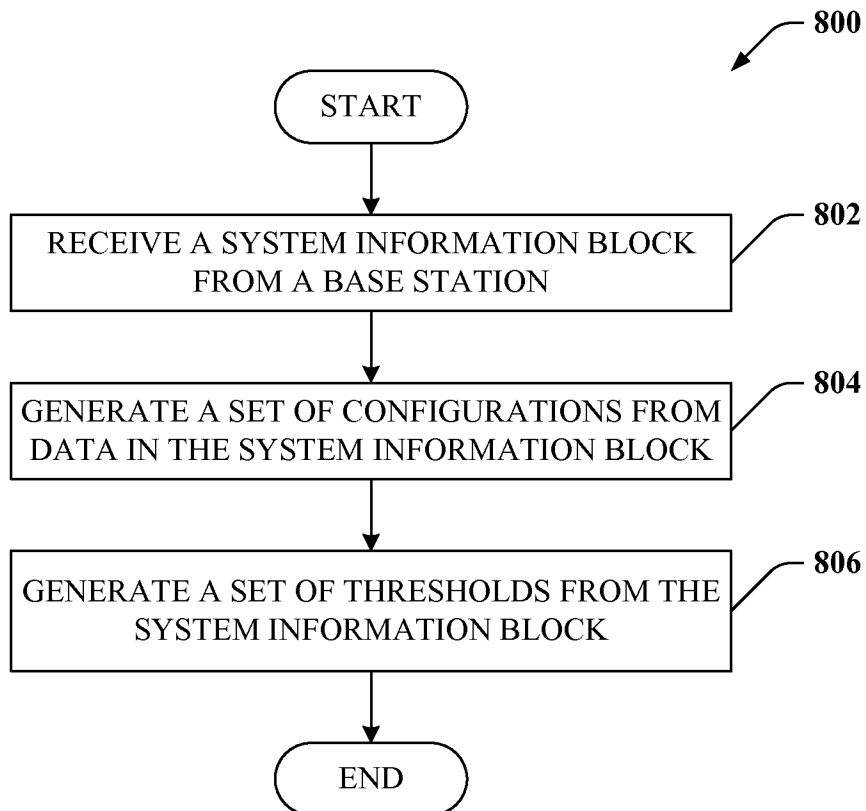 800
START
802
RECEIVE A SYSTEM INFORMATION BLOCK
FROM A BASE STATION
804
GENERATE A SET OF CONFIGURATIONS FROM
DATA IN THE SYSTEM INFORMATION BLOCK
806
GENERATE A SET OF THRESHOLDS FROM THE
SYSTEM INFORMATION BLOCK
END